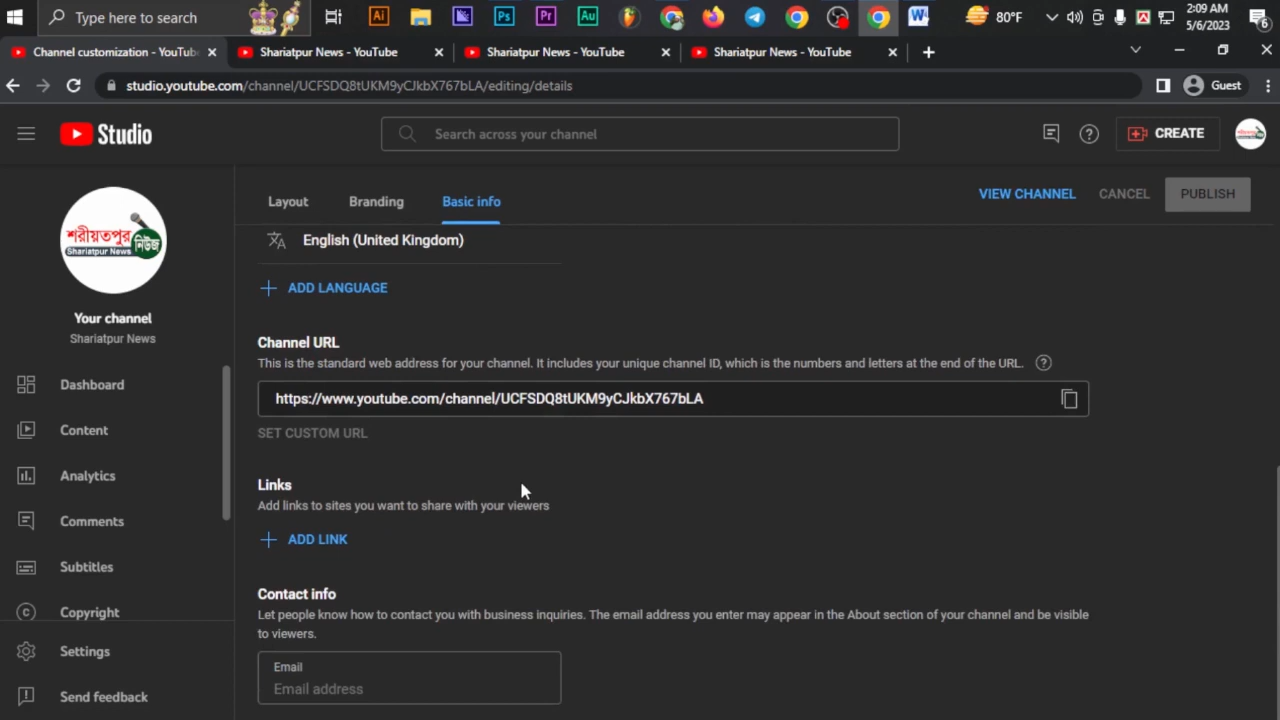 Type here to search
Ai
Ps
Pr
Au
W
80°F
2:09 AM
5/6/2023
6
Channel customization - YouTube
Shariatpur News - YouTube
Shariatpur News - YouTube
Shariatpur News - YouTube
studio.youtube.com/channel/UCFSDQ8tUKM9yCJkbX767bLA/editing/details
Guest
Studio
Search across your channel
CREATE
শরীয়তপুর
নিউজ
Shariatpur News
Your channel
Shariatpur News
Dashboard
Content
Analytics
Comments
Subtitles
Copyright
Settings
Send feedback
Layout
Branding
Basic info
VIEW CHANNEL
CANCEL
PUBLISH
English (United Kingdom)
ADD LANGUAGE
Channel URL
This is the standard web address for your channel. It includes your unique channel ID, which is the numbers and letters at the end of the URL.
https://www.youtube.com/channel/UCFSDQ8tUKM9yCJkbX767bLA
SET CUSTOM URL
Links
Add links to sites you want to share with your viewers
ADD LINK
Contact info
Let people know how to contact you with business inquiries. The email address you enter may appear in the About section of your channel and be visible
to viewers.
Email
Email address